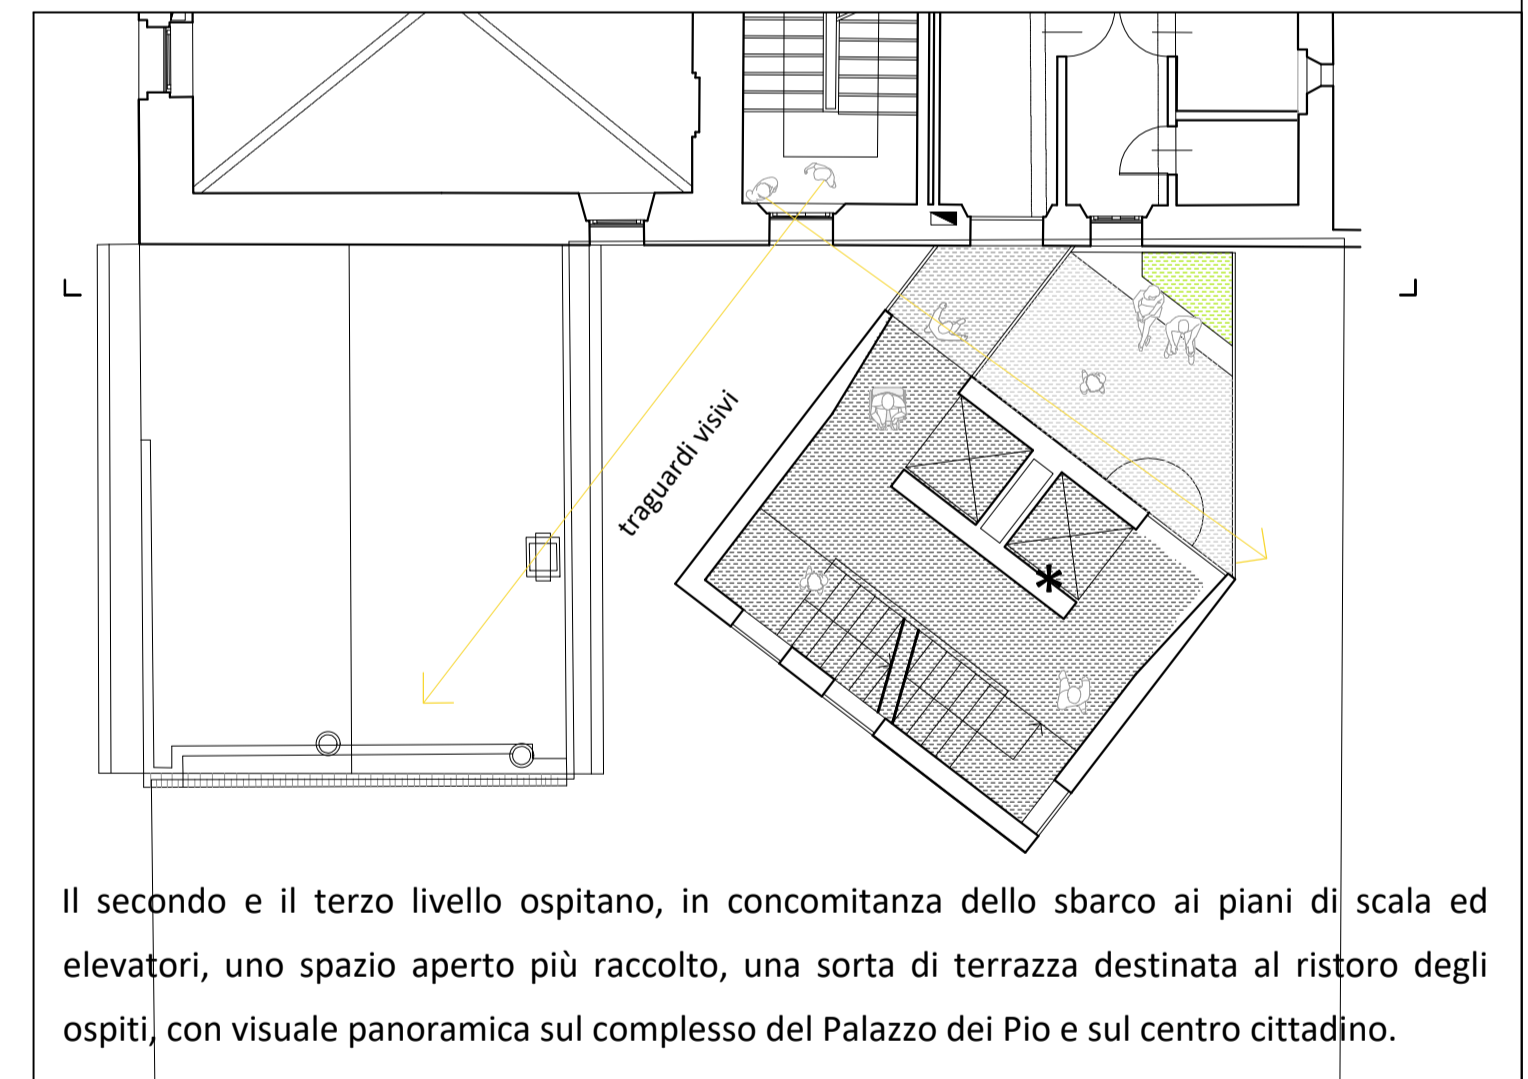 traguardi visivi
*
Il secondo e il terzo livello ospitano, in concomitanza dello sbarco ai piani di scala ed
elevatori, uno spazio aperto più raccolto, una sorta di terrazza destinata al ristoro degli
ospiti, con visuale panoramica sul complesso del Palazzo dei Pio e sul centro cittadino.